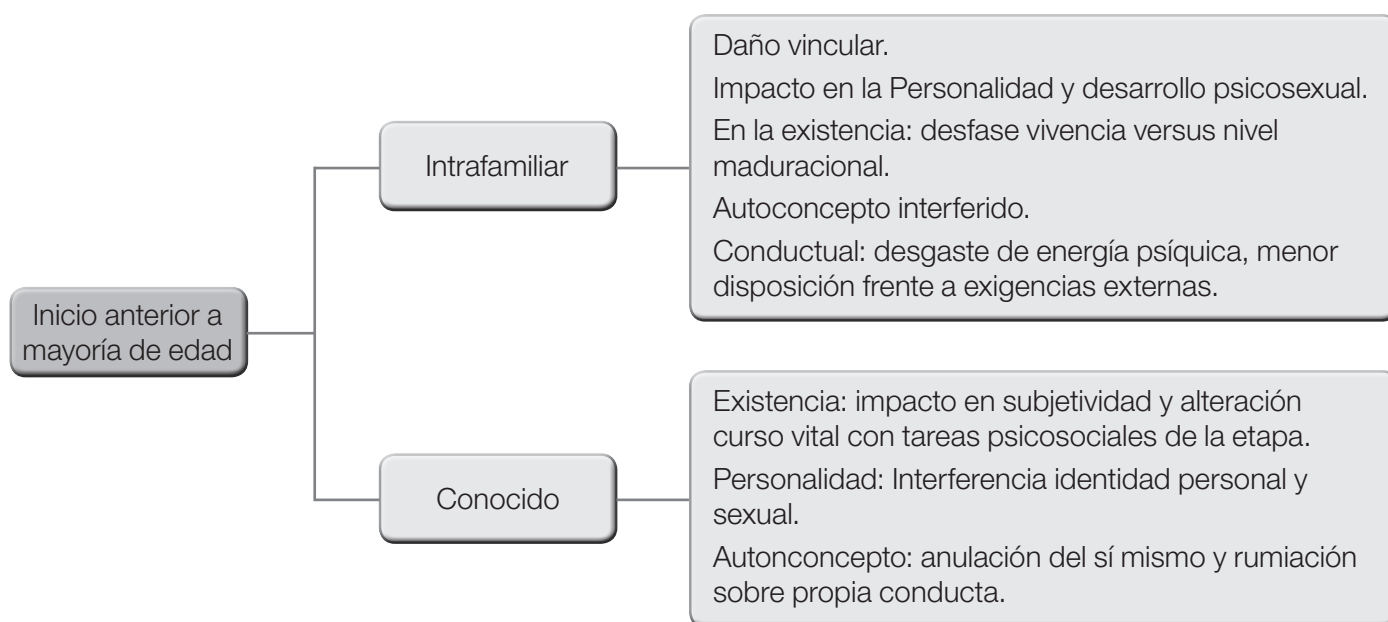 Inicio anterior a
mayoría de edad
Intrafamiliar
Daño vincular.
Impacto en la Personalidad y desarrollo psicosexual.
En la existencia: desfase vivencia versus nivel
maduracional.
Autoconcepto interferido.
Conductual: desgaste de energía psíquica, menor
disposición frente a exigencias externas.
Conocido
Existencia: impacto en subjetividad y alteración
curso vital con tareas psicosociales de la etapa.
Personalidad: Interferencia identidad personal y
sexual.
Autonconcepto: anulación del sí mismo y rumiación
sobre propia conducta.